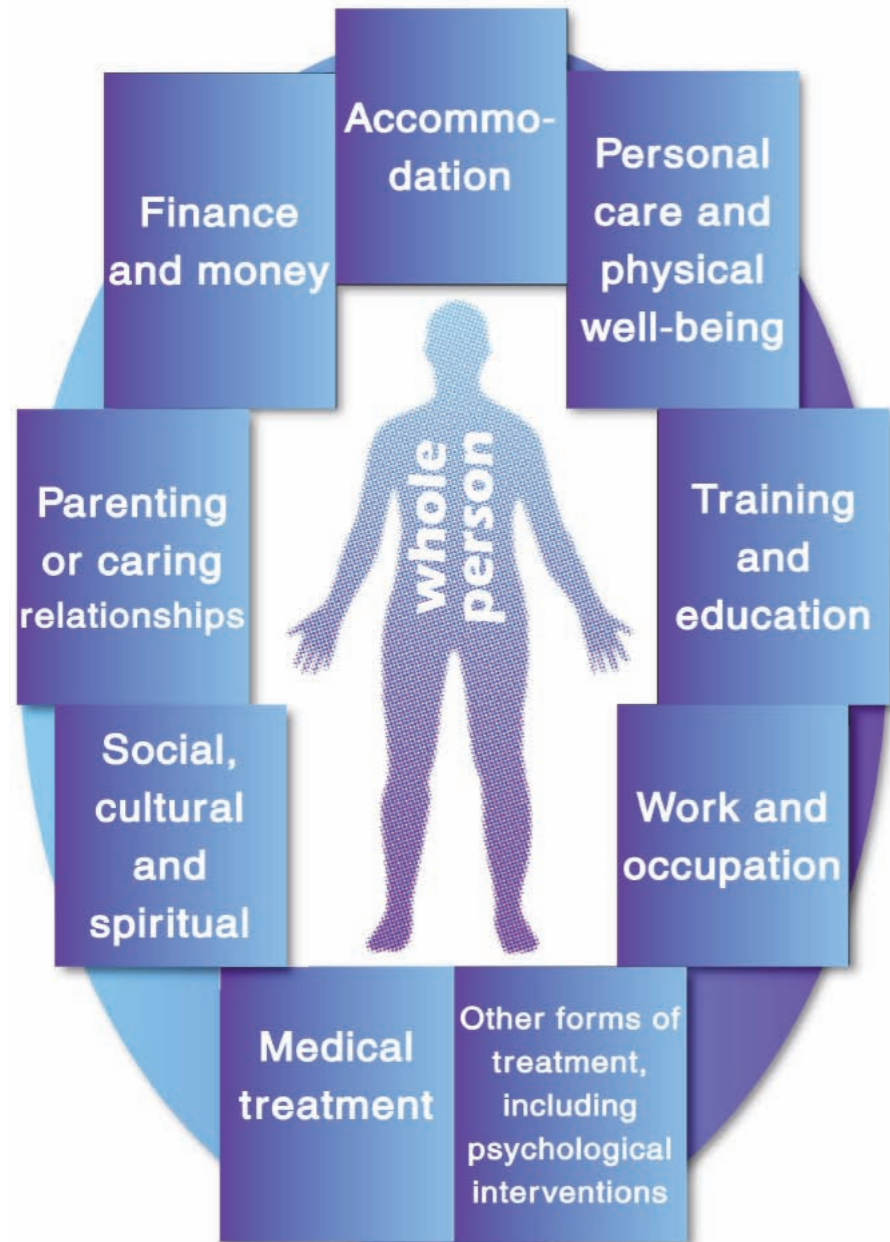 Accommo-
dation
Personal
care and
physical
well-being
Training
and
education
Work and
occupation
Other forms of
treatment,
including
psychological
interventions
Medical
treatment
Social,
cultural
and
spiritual
Parenting
or caring
relationships
Finance
and money
whole
person